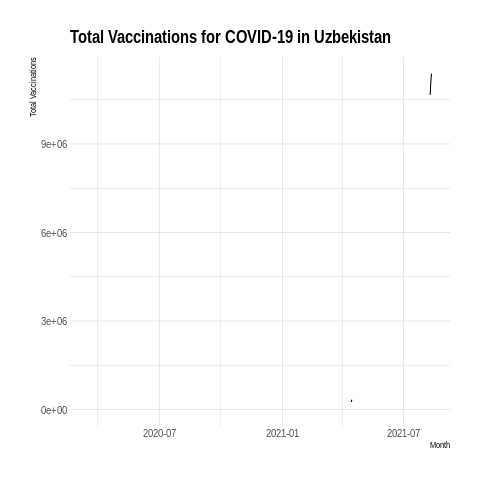 Total Vaccinations for COVID-19 in Uzbekistan
Total Vaccinations
9e+06
6e+06
3e+06
0e+00
2020-07
2021-01
2021-07
Month